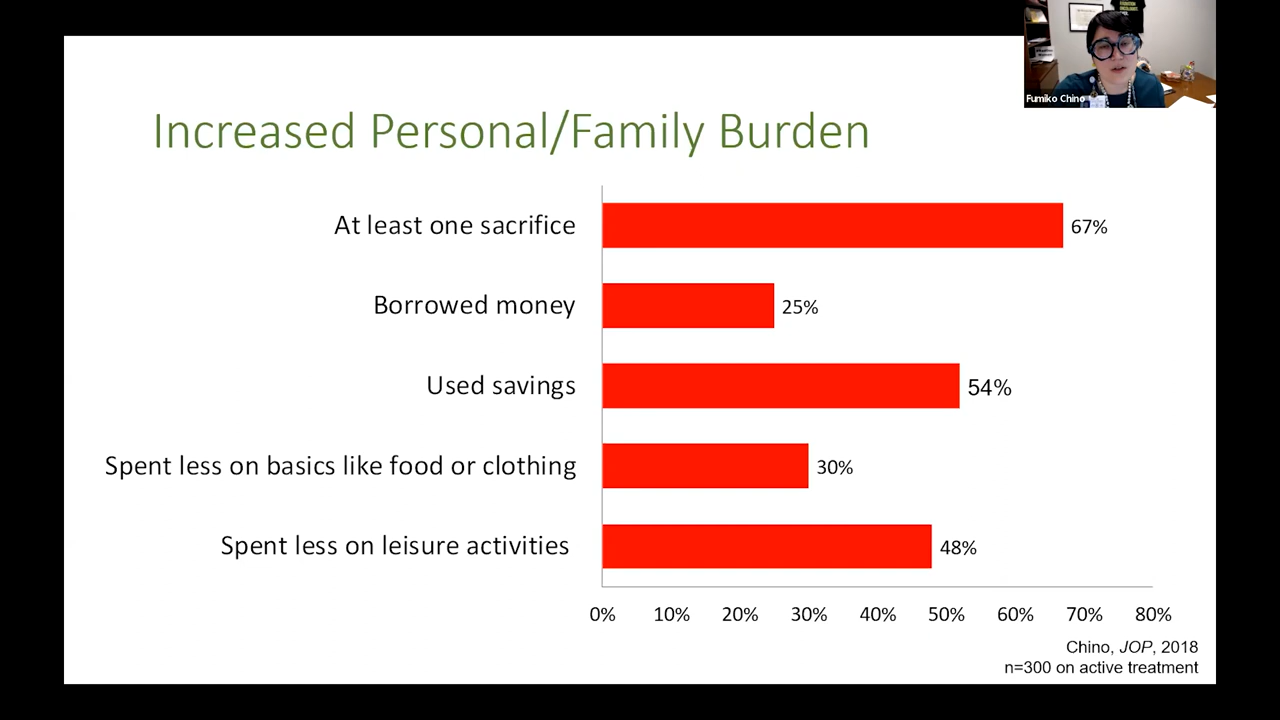 Fumiko Chino
Increased Personal/Family Burden
At least one sacrifice
67%
Borrowed money
25%
Used savings
54%
Spent less on basics like food or clothing
30%
Spent less on leisure activities
48%
0% 10% 20% 30% 40% 50% 60% 70% 80%
Chino, JOP, 2018
n=300 on active treatment